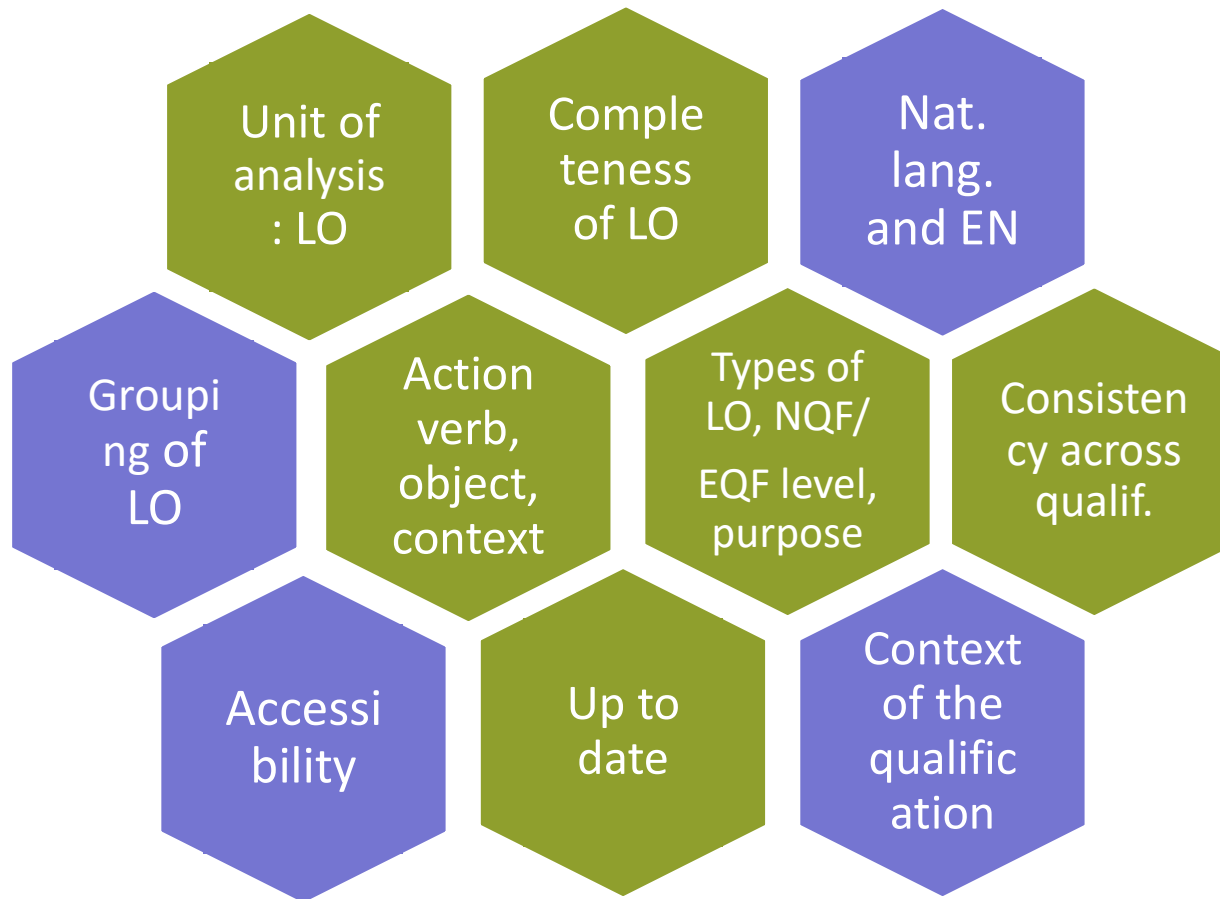 Unit of
analysis
: LO
Comple
teness
of LO
Nat.
lang.
and EN
Groupi
ng of
LO
Action
verb,
object,
context
Types of
LO, NQF/
EQF level,
purpose
Consisten
cy across
qualif.
Accessi
bility
Up to
date
Context
of the
qualific
ation